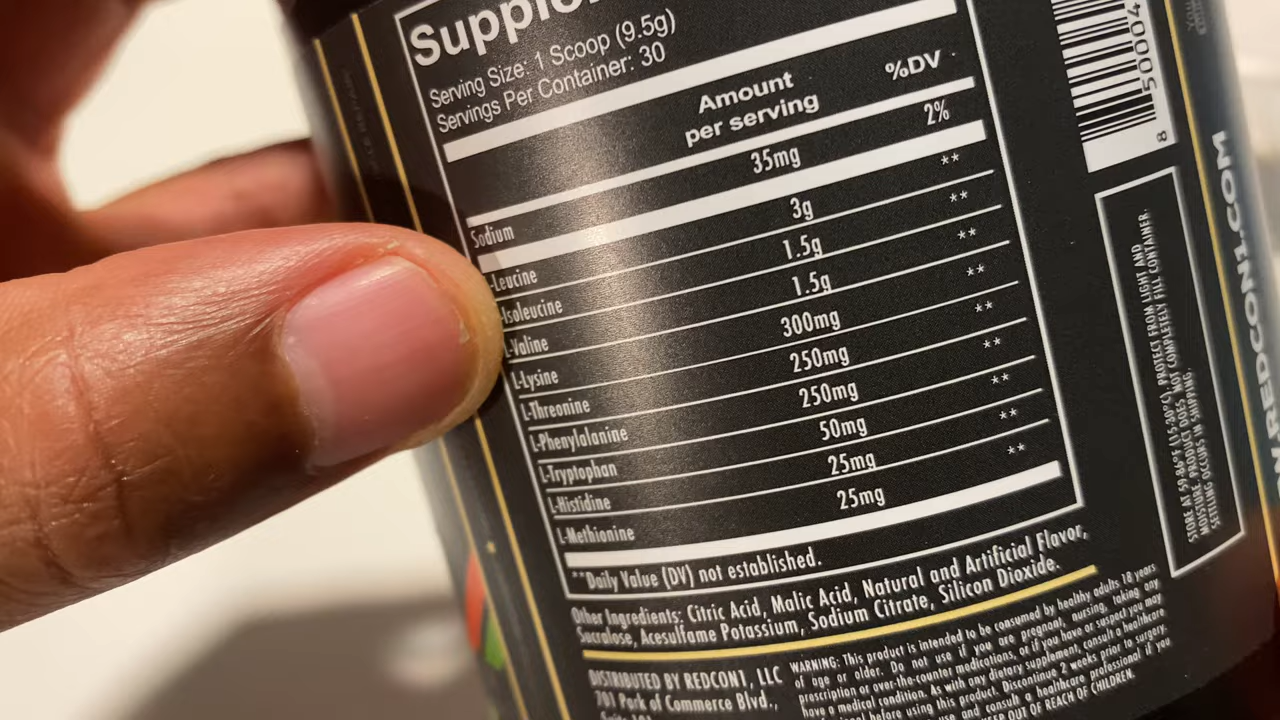 Supplem
Serving Size: 1 Scoop (9.5g)
Servings Per Container: 30
Amount
per serving
%DV
Sodium 35mg 2%
L-Leucine 3g **
Isoleucine 1.5g **
L-Valine 1.5g **
L-Lysine 300mg **
L-Threonine 250mg **
L-Phenylalanine 250mg **
L-Tryptophan 50mg **
L-Histidine 25mg **
L-Methionine 25mg **
**Daily Value (DV) not established.
Other Ingredients: Citric Acid, Malic Acid, Natural and Artificial Flavor,
Sucralose, Acesulfame Potassium, Sodium Citrate, Silicon Dioxide.
DISTRIBUTED BY REDCON1, LLC
701 Park of Commerce Blvd.,
WARNING: This product is intended to be consumed by healthy adults 18 years
of age or older. Do not use if you are pregnant, nursing, taking any
prescription or over-the-counter medications, or if you have or suspect you may
have a medical condition. As with any dietary supplement, consult a healthcare
before using this product. Discontinue 2 weeks prior to surgery.
use and consult a healthcare professional if you
KEEP OUT OF REACH OF CHILDREN.
8 50004
STORE AT 59-86°F (15-30°C). PROTECT FROM LIGHT AND
MOISTURE. PRODUCT DOES NOT COMPLETELY FILL CONTAINER.
SETTLING OCCURS IN SHIPPING.
W.REDCON1.COM